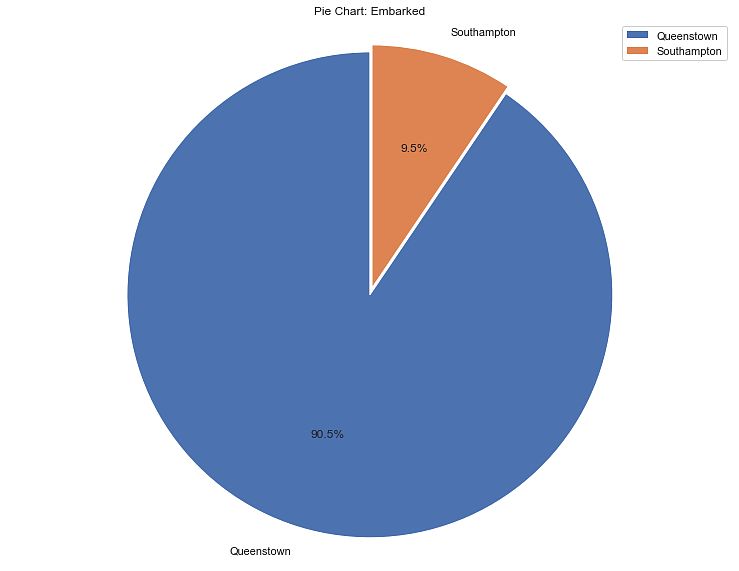 Pie Chart: Embarked
Southampton
Queenstown
Southampton
9.5%
90.5%
Queenstown